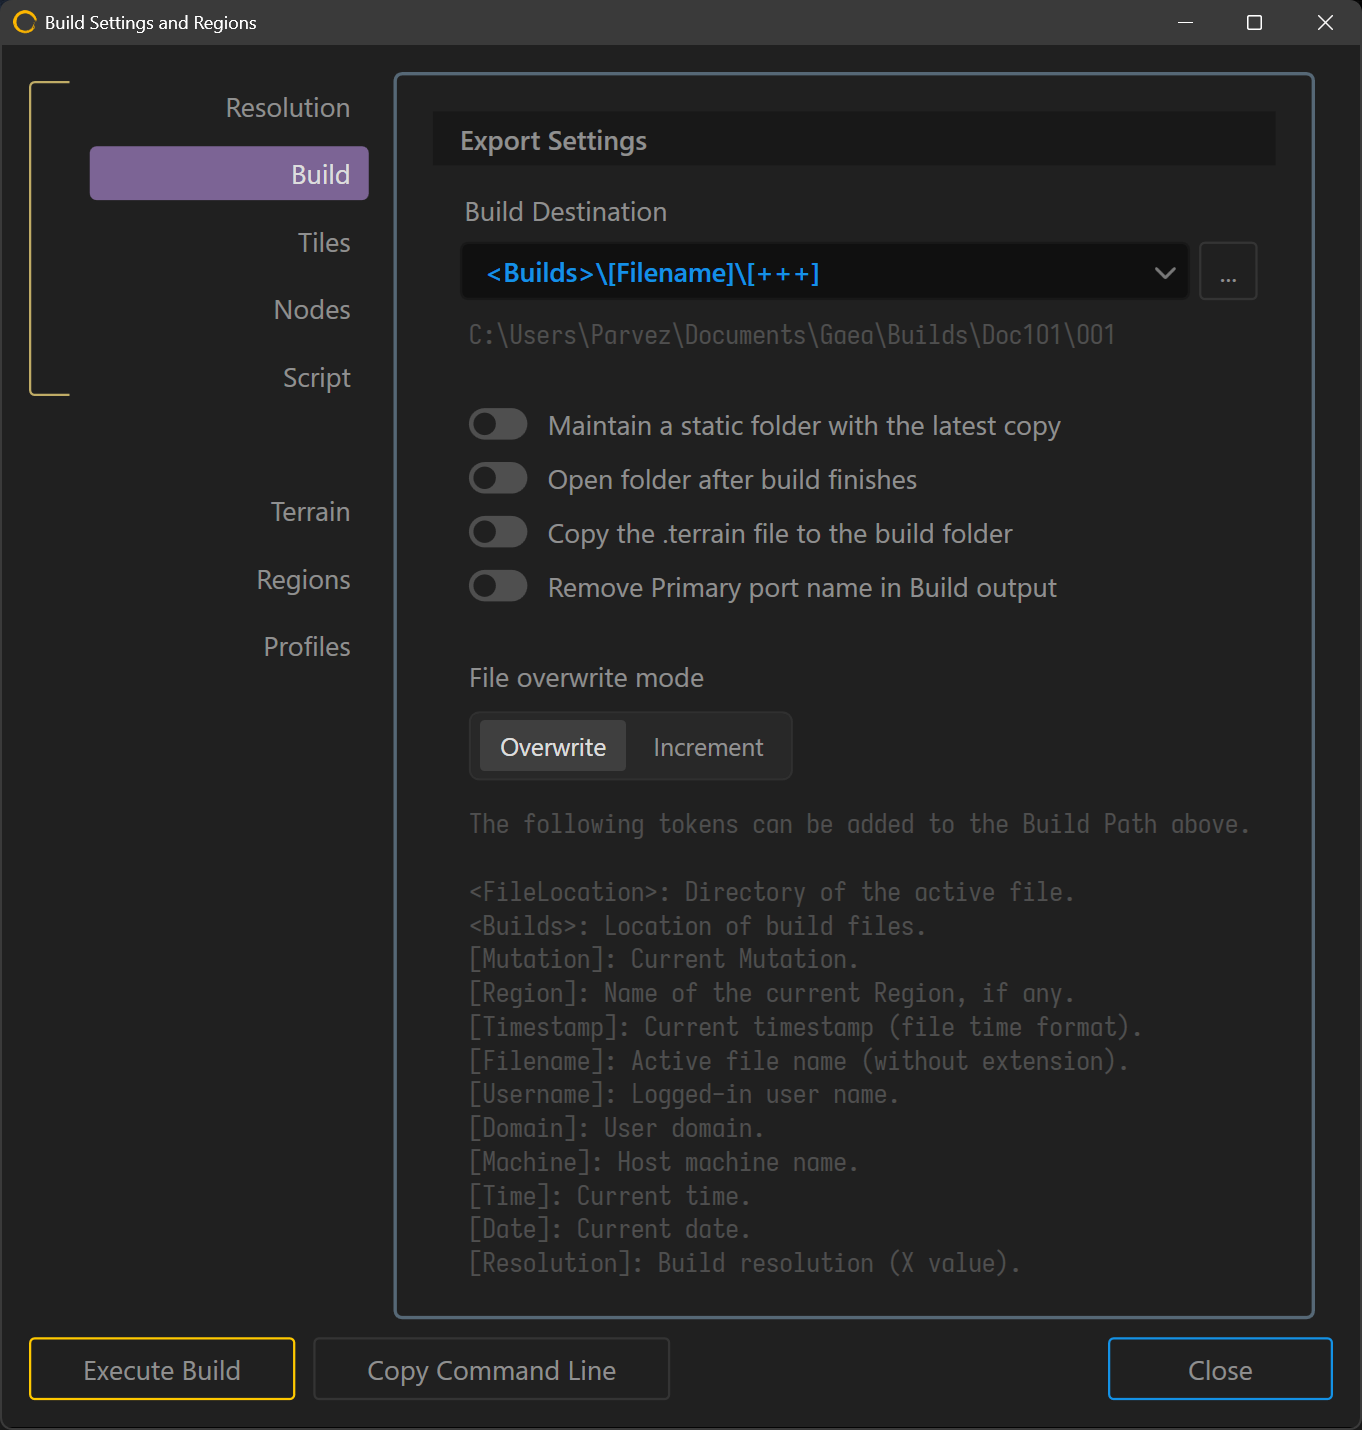 Build Settings and Regions
Resolution
Build
Tiles
Nodes
Script
Terrain
Regions
Profiles
Export Settings
Build Destination
<Builds>\[Filename]\[+++]
...
C:\Users\Parvez\Documents\Gaea\Builds\Doc101\001
Maintain a static folder with the latest copy
Open folder after build finishes
Copy the .terrain file to the build folder
Remove Primary port name in Build output
File overwrite mode
Overwrite Increment
The following tokens can be added to the Build Path above.
<FileLocation>: Directory of the active file.
<Builds>: Location of build files.
[Mutation]: Current Mutation.
[Region]: Name of the current Region, if any.
[Timestamp]: Current timestamp (file time format).
[Filename]: Active file name (without extension).
[Username]: Logged-in user name.
[Domain]: User domain.
[Machine]: Host machine name.
[Time]: Current time.
[Date]: Current date.
[Resolution]: Build resolution (X value).
Execute Build Copy Command Line Close